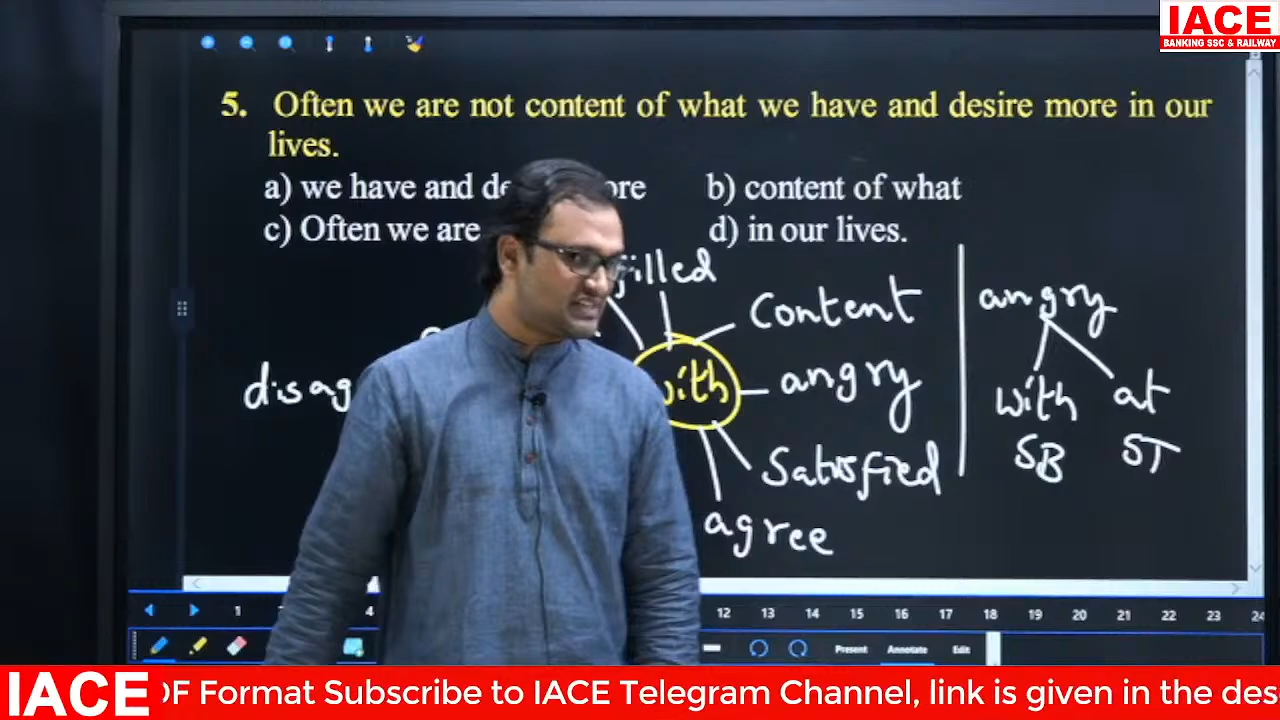 IACE
BANKING SSC & RAILWAY
5. Often we are not content of what we have and desire more in our
lives.
a) we have and de ore b) content of what
c) Often we are d) in our lives.
filled
Content
angry
with
angry
disag
with at
SB ST
Satisfied
agree
1 4 12 13 14 15 16 17 18 19 20 21 22 23 24
Present Annotate Edit
IACE
F Format Subscribe to IACE Telegram Channel, link is given in the des